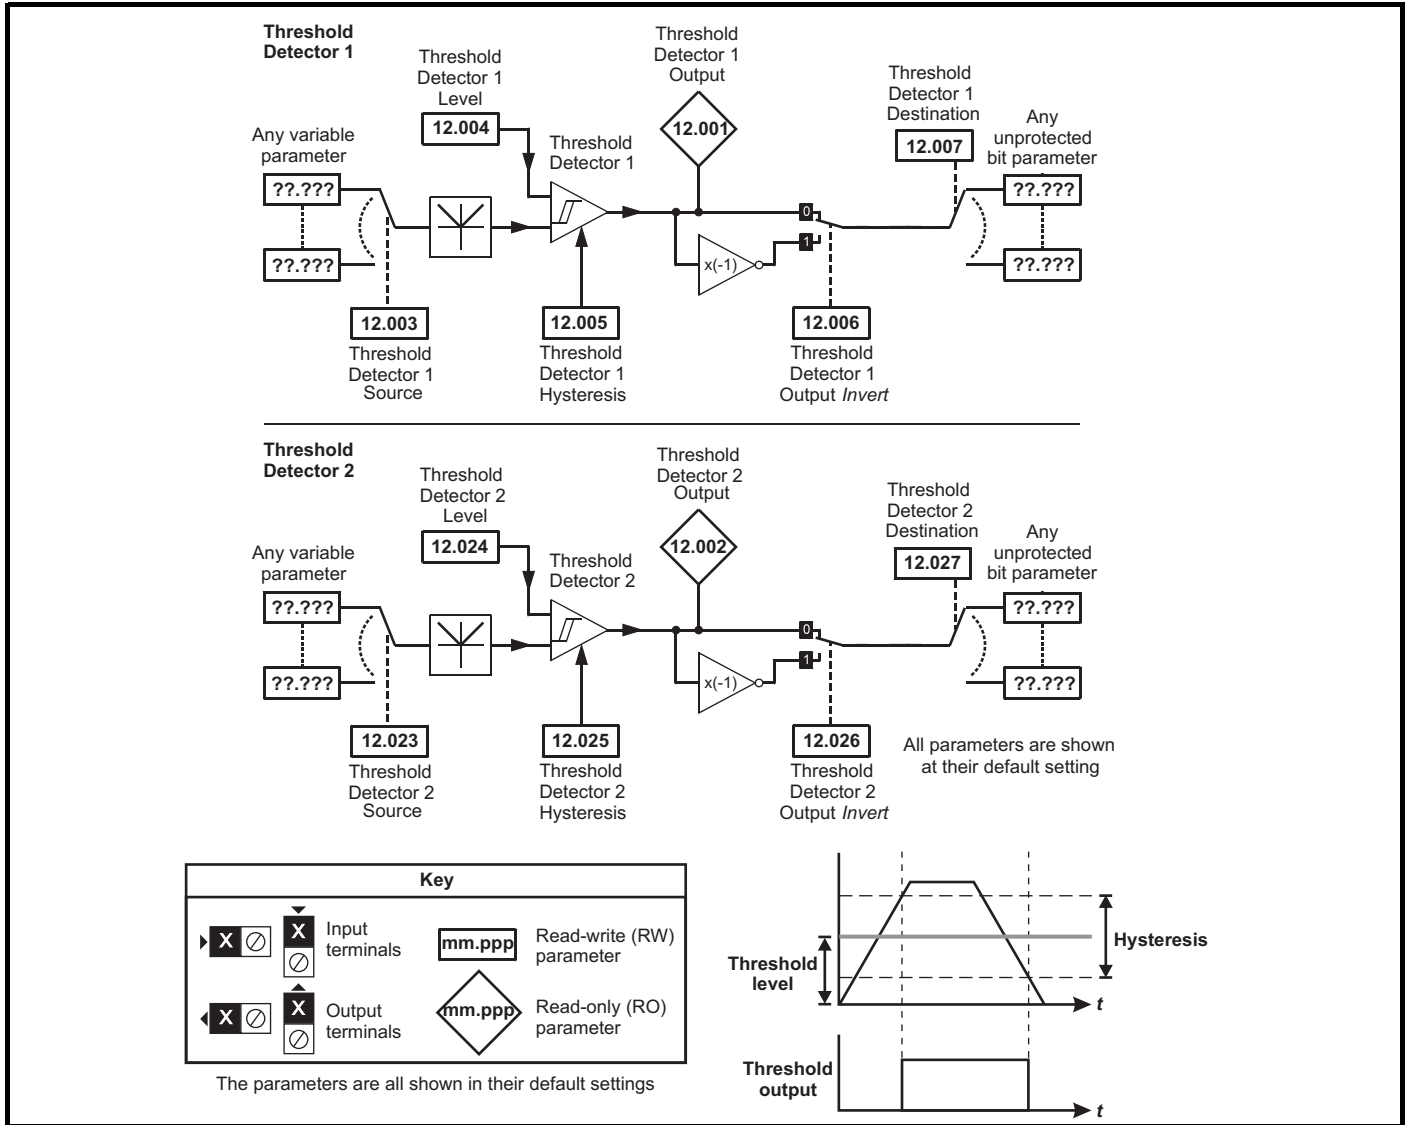 Threshold
Detector 1
Threshold
Detector 1
Level
12.004
Threshold
Detector 1
Output
12.001
Threshold
Detector 1
Destination
12.007
Any variable
parameter
??.???
??.???
Threshold
Detector 1
Any
unprotected
bit parameter
??.???
??.???
0
1
x(-1)
12.003
Threshold
Detector 1
Source
12.005
Threshold
Detector 1
Hysteresis
12.006
Threshold
Detector 1
Output Invert
Threshold
Detector 2
Threshold
Detector 2
Level
12.024
Threshold
Detector 2
Output
12.002
Threshold
Detector 2
Destination
12.027
Any variable
parameter
??.???
??.???
Threshold
Detector 2
Any
unprotected
bit parameter
??.???
??.???
0
1
x(-1)
12.023
Threshold
Detector 2
Source
12.025
Threshold
Detector 2
Hysteresis
12.026
Threshold
Detector 2
Output Invert
All parameters are shown
at their default setting
Key
X
X
Input
terminals
mm.ppp
Read-write (RW)
parameter
X
X
Output
terminals
mm.ppp
Read-only (RO)
parameter
The parameters are all shown in their default settings
Threshold
level
Hysteresis
t
Threshold
output
t